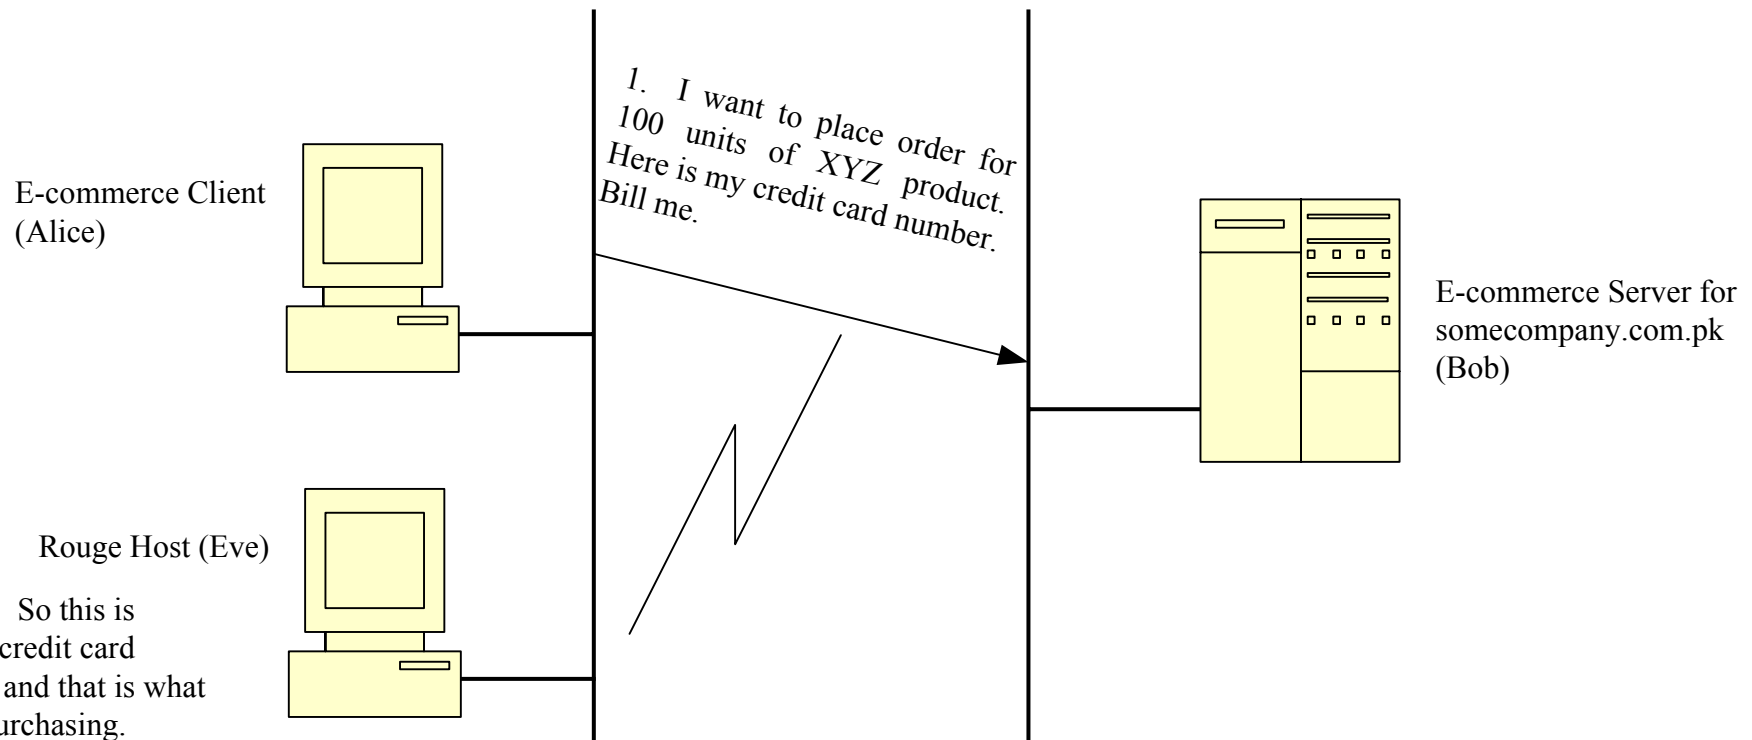 1. I want to place order for
100 units of XYZ product.
Here is my credit card number.
Bill me.
E-commerce Client
(Alice)
E-commerce Server for
somecompany.com.pk
(Bob)
Rouge Host (Eve)
So this is
credit card
and that is what